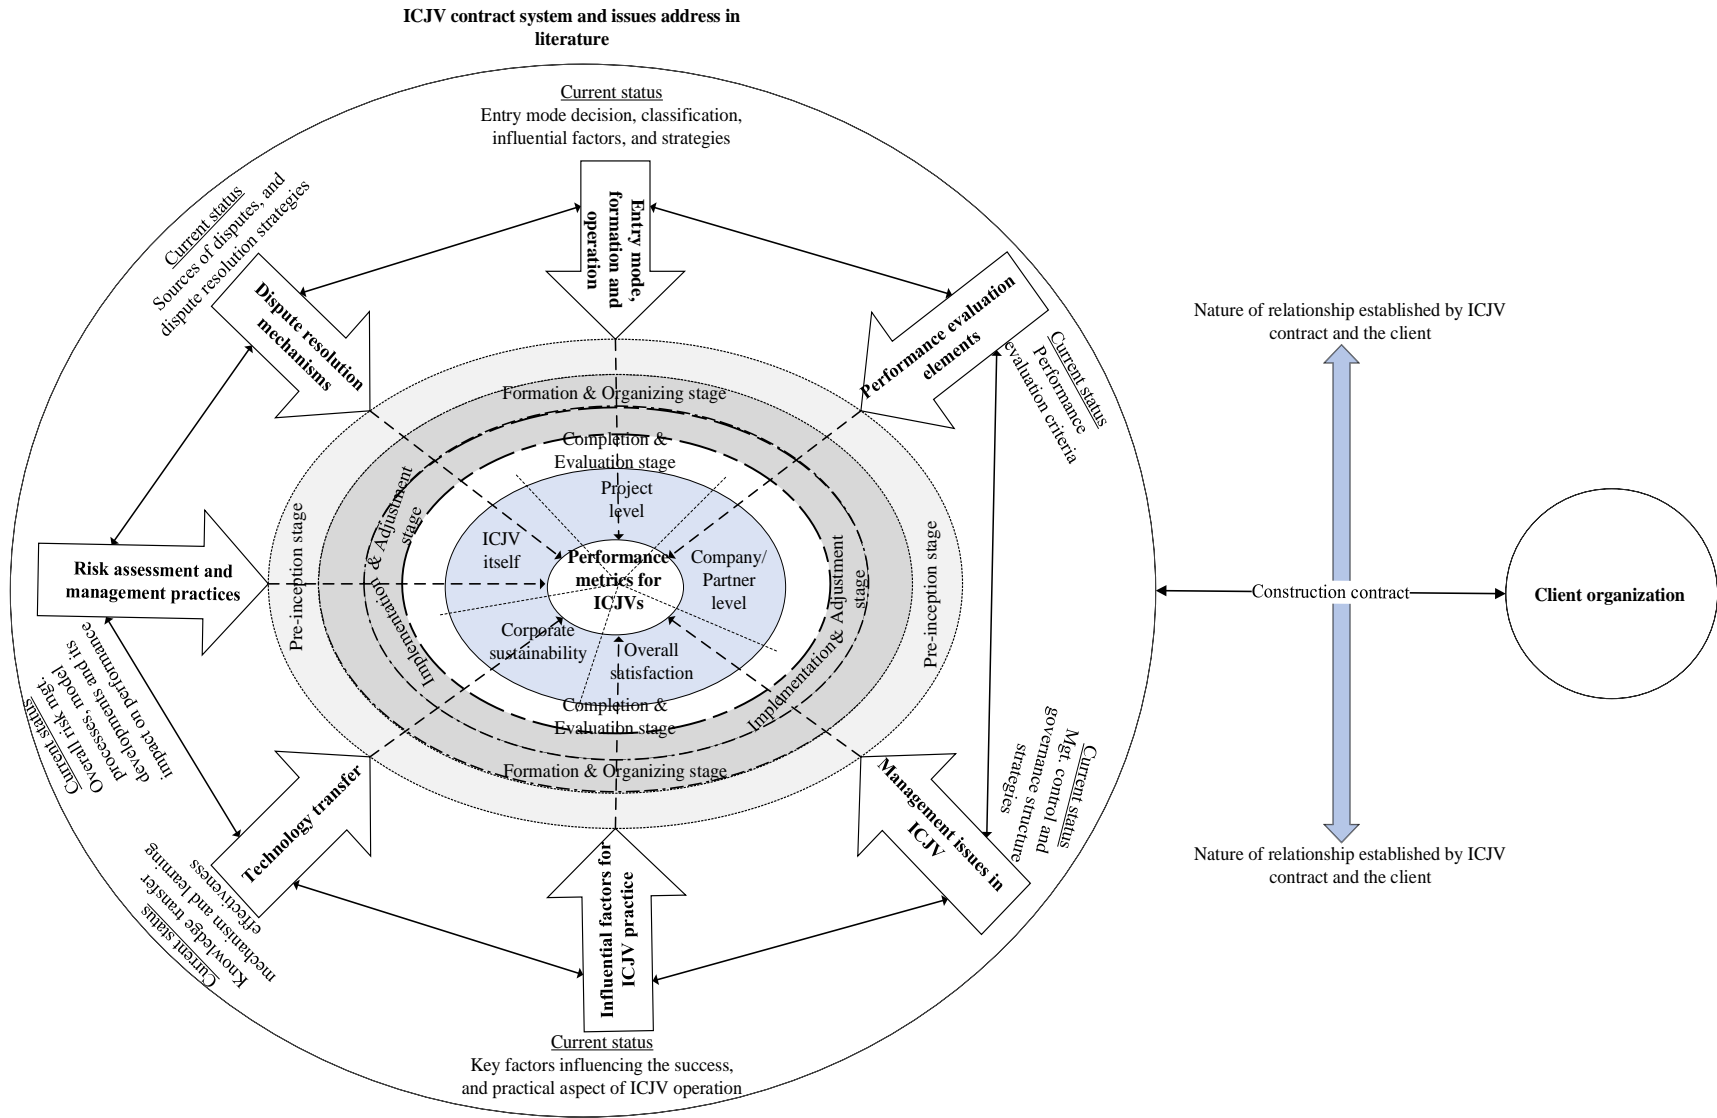 ICJV contract system and issues address in
literature
Current status
Entry mode decision, classification,
influential factors, and strategies
Entry mode,
formation and
operation
Current status
Sources of disputes, and
dispute resolution strategies
Dispute resolution
mechanisms
Performance evaluation
elements
Current status
Performance
evaluation criteria
Risk assessment and
management practices
Current status
Overall risk mgt.
processes, model
developments and its
impact on performance
Technology transfer
Current status
Knowledge transfer
mechanism and learning
effectiveness
Influential factors for
ICJV practice
Current status
Key factors influencing the success,
and practical aspect of ICJV operation
Management issues in
ICJV
Current status
Mgt. control and
governance structure
strategies
Pre-inception stage
Formation & Organizing stage
Implementation & Adjustment
stage
Completion &
Evaluation stage
Project
level
ICJV
itself
Performance
metrics for
ICJVs
Company/
Partner
level
Corporate
sustainability
Overall
satisfaction
Completion &
Evaluation stage
Implementation& Adjustment
stage
Formation & Organizing stage
Pre-inception stage
Nature of relationship established by ICJV
contract and the client
Construction contract
Client organization
Nature of relationship established by ICJV
contract and the client